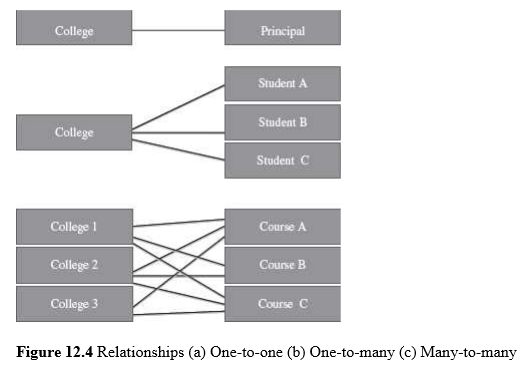 College Principal
Student A
College Student B
Student C
College 1 Course A
College 2 Course B
College 3 Course C
Figure 12.4 Relationships (a) One-to-one (b) One-to-many (c) Many-to-many